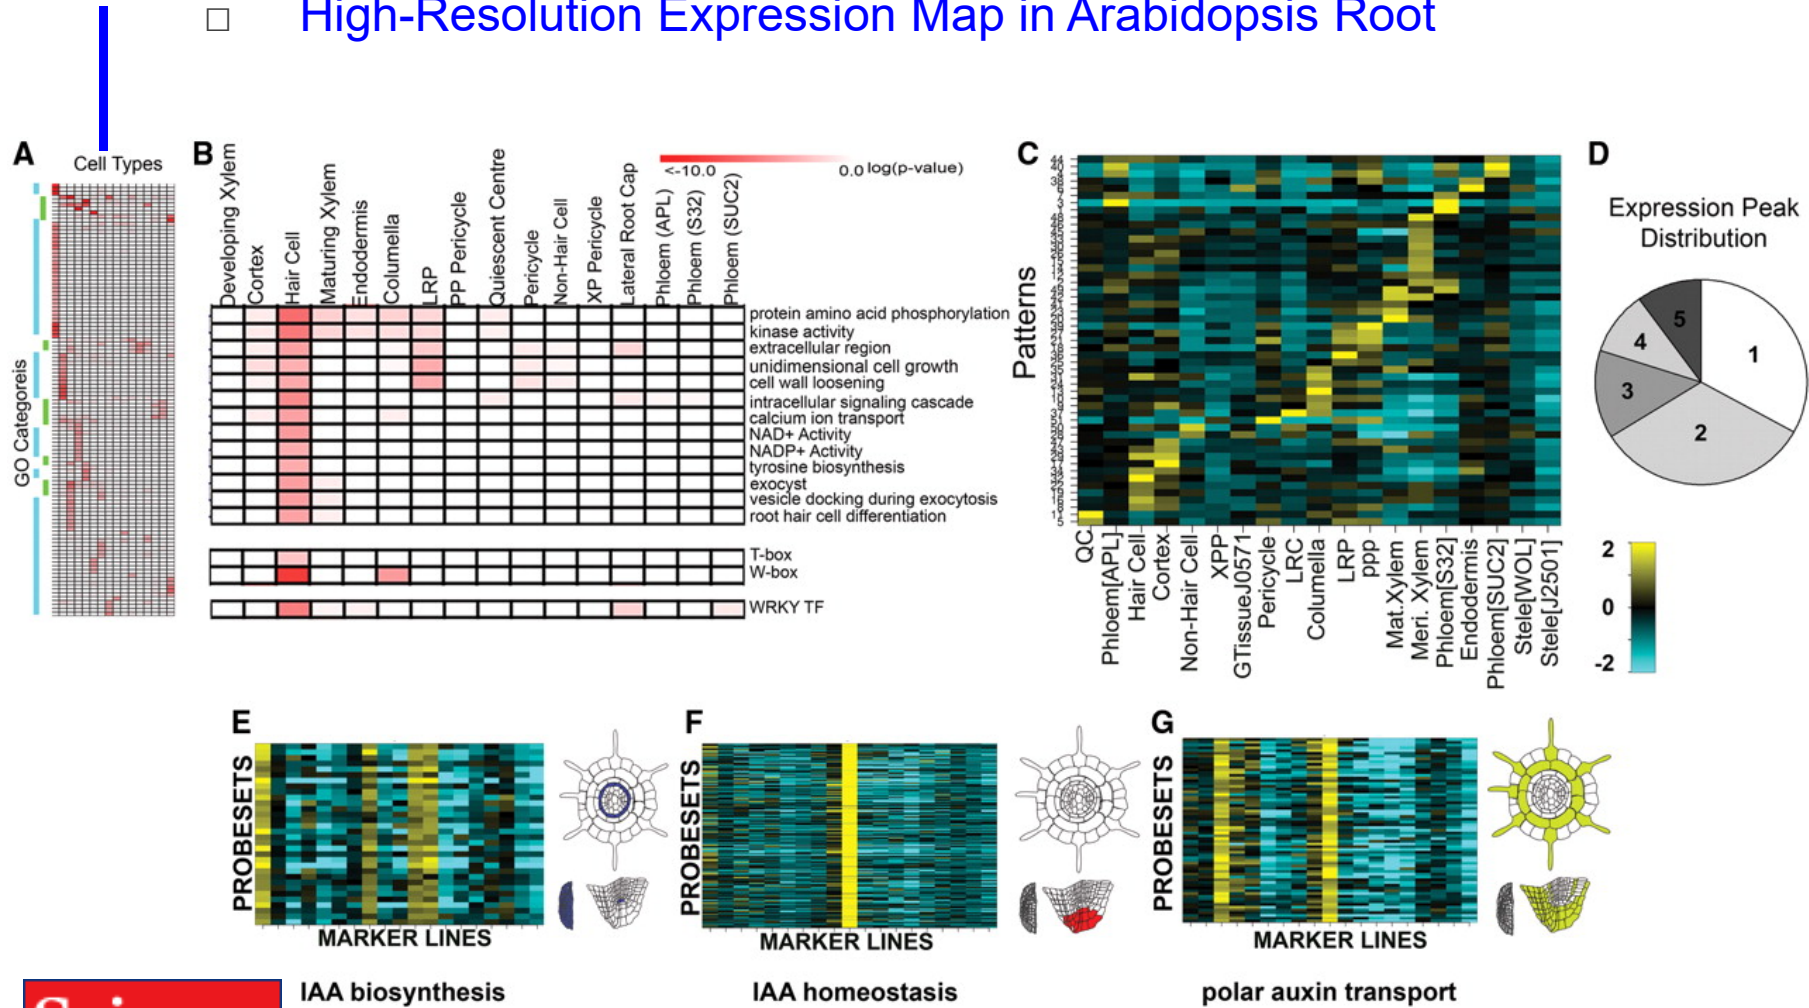 □ High-Resolution Expression Map in Arabidopsis Root
A
Cell Types
GO Categoreis
B
Developing Xylem
Cortex
Hair Cell
Maturing Xylem
Endodermis
Columella
LRP
PP Pericycle
Quiescent Centre
Pericycle
Non-Hair Cell
XP Pericycle
Lateral Root Cap
Phloem (APL)
Phloem (S32)
Phloem (SUC2)
<-10.0 0.0 log(p-value)
protein amino acid phosphorylation
kinase activity
extracellular region
unidimensional cell growth
cell wall loosening
intracellular signaling cascade
calcium ion transport
NAD+ Activity
NADP+ Activity
tyrosine biosynthesis
exocyst
vesicle docking during exocytosis
root hair cell differentiation
T-box
W-box
WRKY TF
C
Patterns
QC
Phloem[APL]
Hair Cell
Cortex
Non-Hair Cell
XPP
GTissueJ0571
Pericycle
LRC
Columella
LRP
ppp
Mat.Xylem
Meri. Xylem
Phloem[S32]
Endodermis
Phloem[SUC2]
Stele[WOL]
Stele[J2501]
D
Expression Peak
Distribution
1
2
3
4
5
2
0
-2
E
PROBESETS
MARKER LINES
IAA biosynthesis
F
PROBESETS
MARKER LINES
IAA homeostasis
G
PROBESETS
MARKER LINES
polar auxin transport